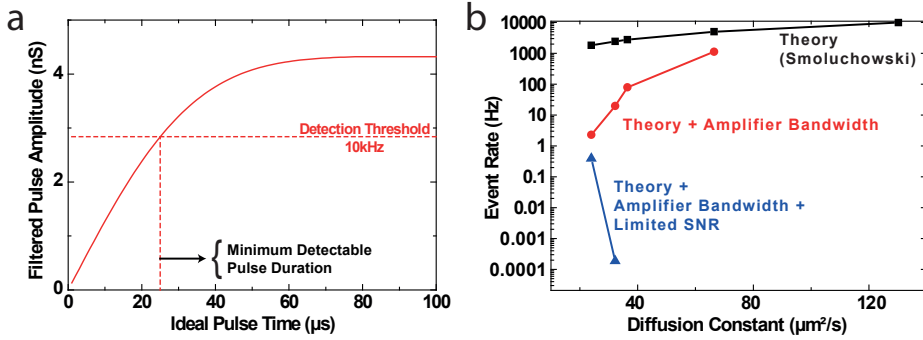 a
Filtered Pulse Amplitude (nS)
4
2
0
Detection Threshold
10kHz
Minimum Detectable
Pulse Duration
{
0 20 40 60 80 100
Ideal Pulse Time (µs)
b
Event Rate (Hz)
10000
1000
100
10
1
0.1
0.01
0.001
0.0001
Theory
(Smoluchowski)
Theory + Amplifier Bandwidth
Theory +
Amplifier Bandwidth +
Limited SNR
40 80 120
Diffusion Constant (µm²/s)